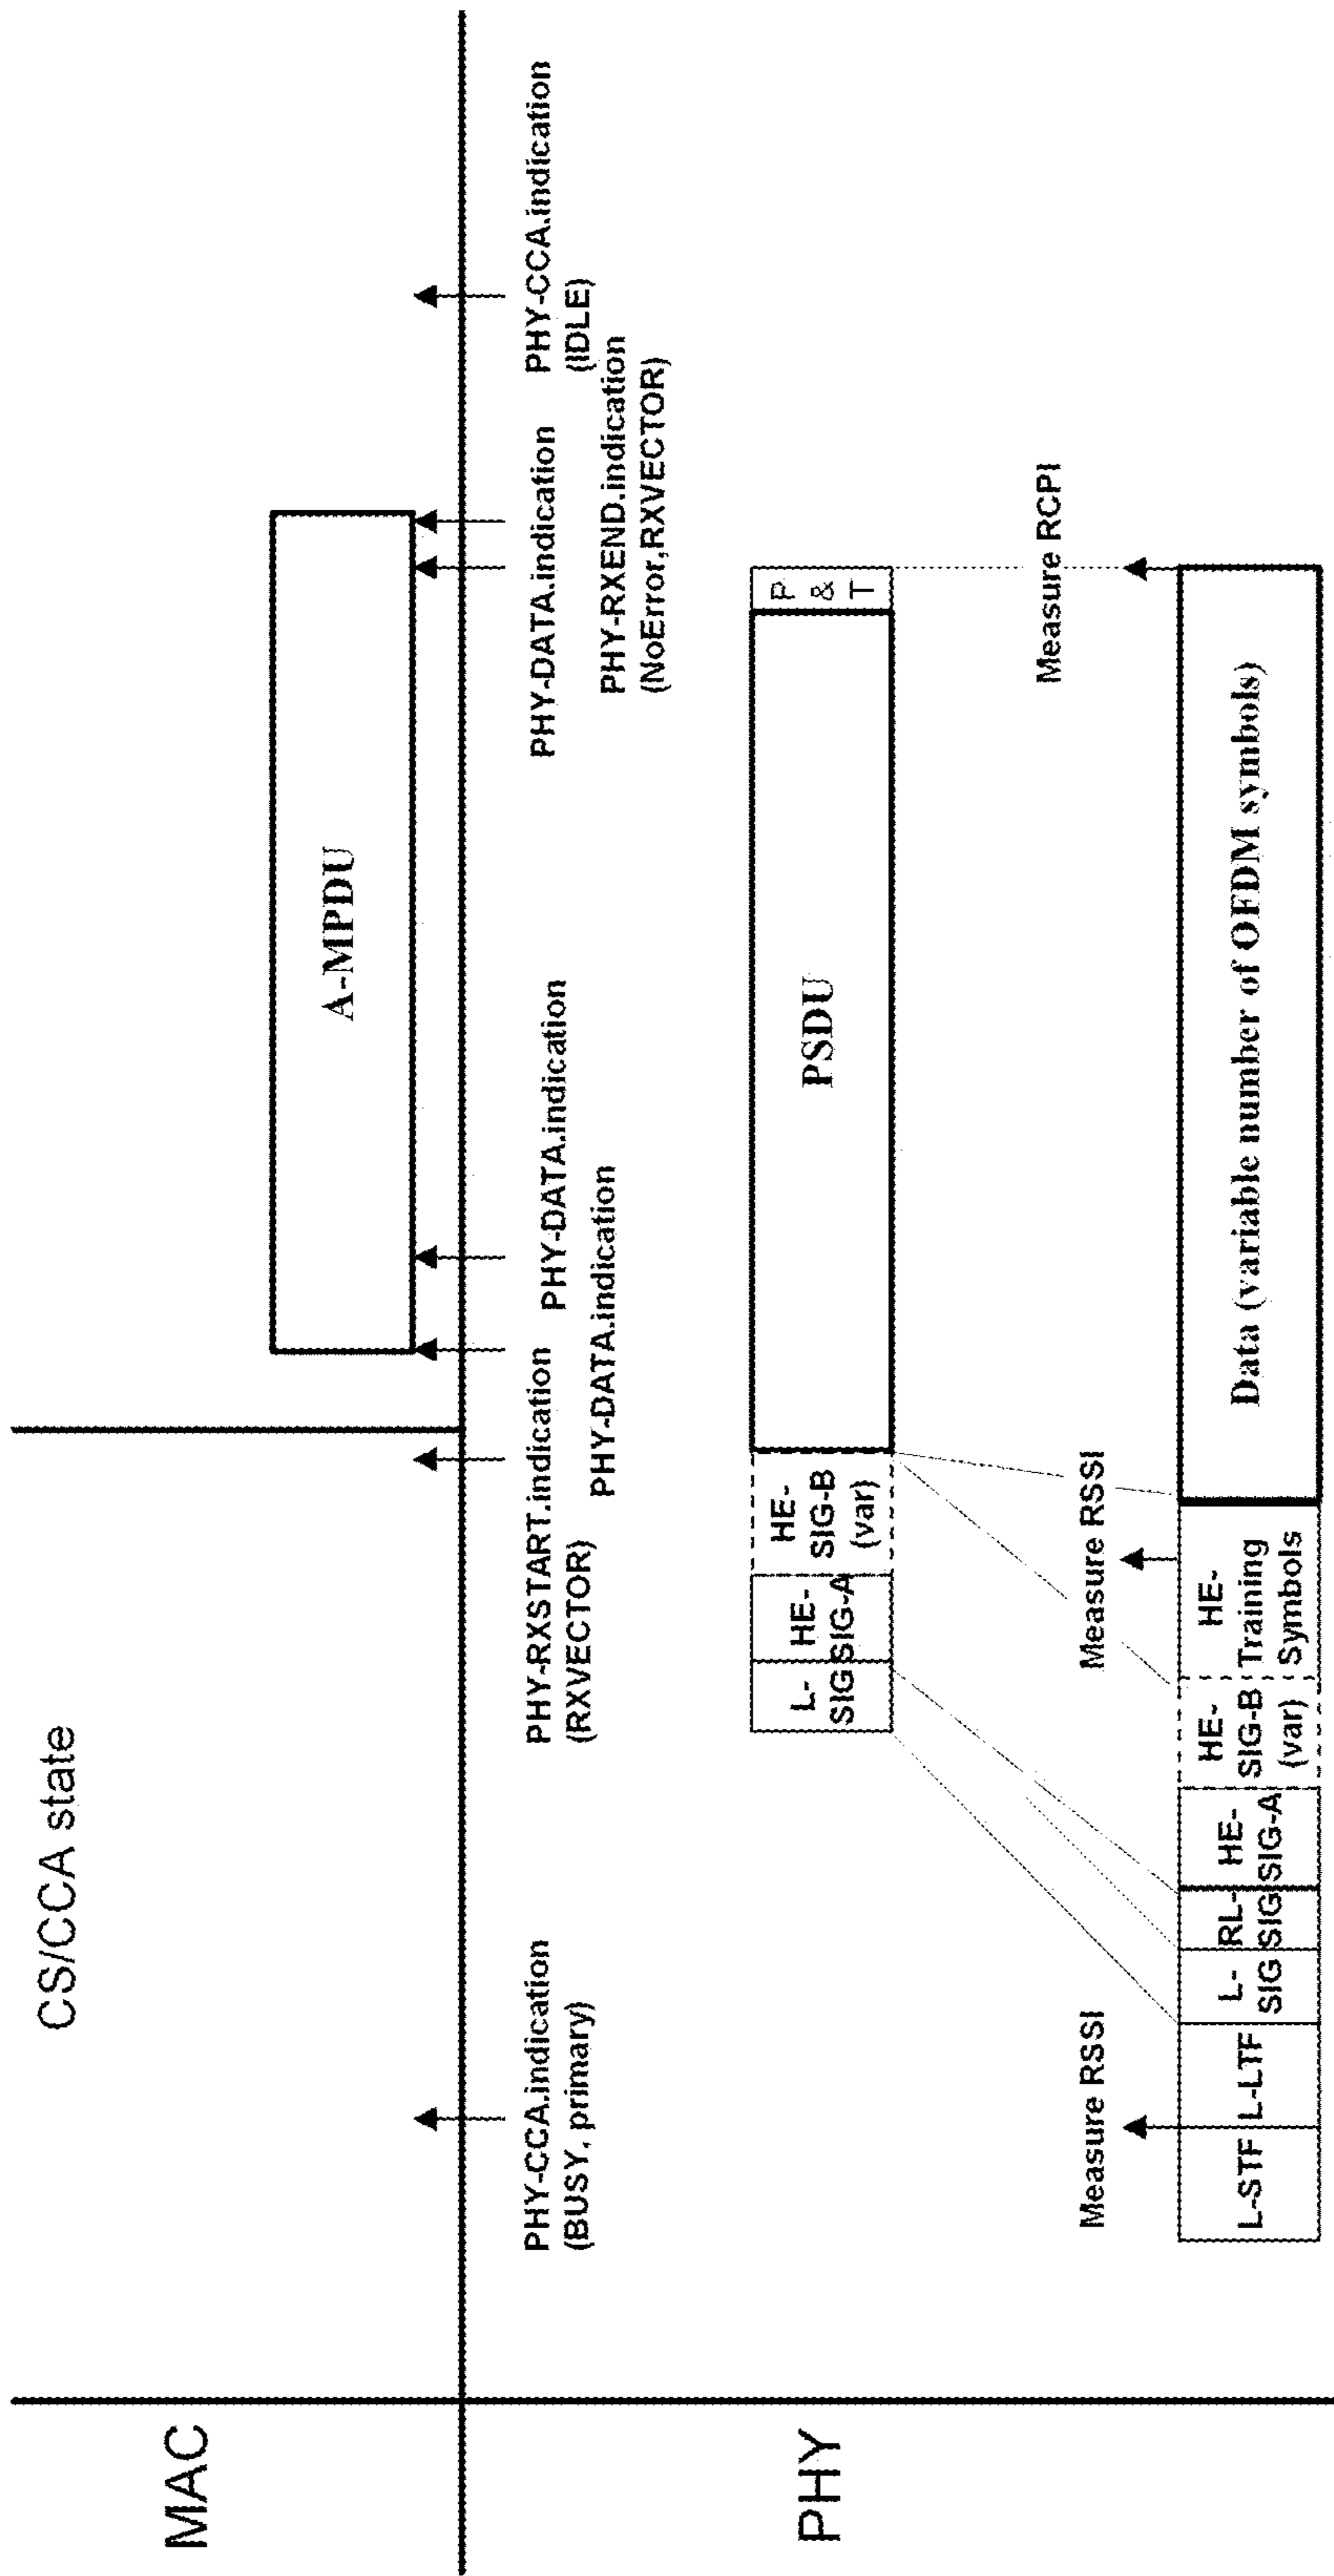 MAC
CS/CCA state
A-MPDU
PHY-CCA.indication
(BUSY, primary)
PHY-RXSTART.indication
(RXVECTOR)
PHY-DATA.indication
PHY-DATA.indication
PHY-DATA.indication
PHY-RXEND.indication
(NoError,RXVECTOR)
PHY-CCA.indication
(IDLE)
PHY
L-
SIG
HE-
SIG-A
HE-
SIG-B
(var)
PSDU
P
&
T
Measure RSSI
Measure RSSI
Measure RCPI
L-STF
L-LTF
L-
SIG
RL-
SIG
HE-
SIG-A
HE-
SIG-B
(var)
HE-
Training
Symbols
Data (variable number of OFDM symbols)